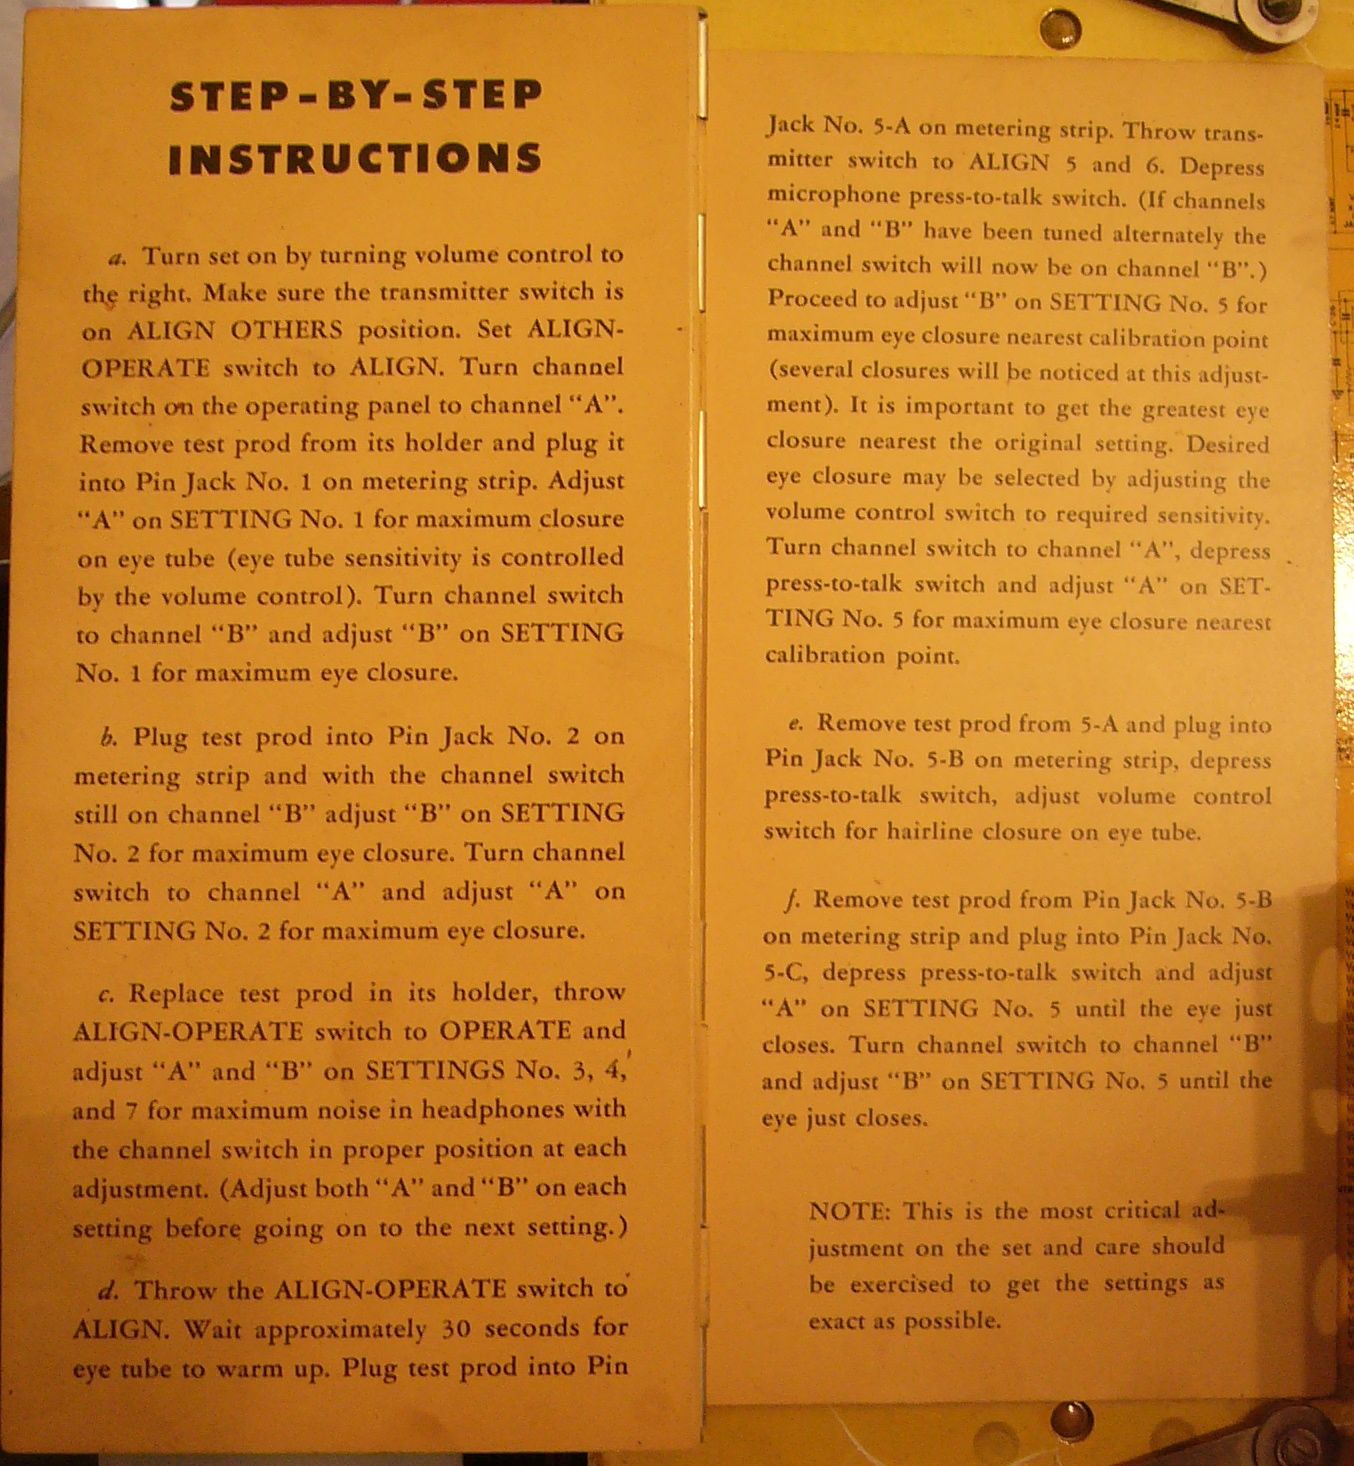 STEP-BY-STEP
INSTRUCTIONS
a. Turn set on by turning volume control to
the right. Make sure the transmitter switch is
on ALIGN OTHERS position. Set ALIGN-
OPERATE switch to ALIGN. Turn channel
switch on the operating panel to channel “A”.
Remove test prod from its holder and plug it
into Pin Jack No. 1 on metering strip. Adjust
“A” on SETTING No. 1 for maximum closure
on eye tube (eye tube sensitivity is controlled
by the volume control). Turn channel switch
to channel “B” and adjust “B” on SETTING
No. 1 for maximum eye closure.
b. Plug test prod into Pin Jack No. 2 on
metering strip and with the channel switch
still on channel “B” adjust “B” on SETTING
No. 2 for maximum eye closure. Turn channel
switch to channel “A” and adjust “A” on
SETTING No. 2 for maximum eye closure.
c. Replace test prod in its holder, throw
ALIGN-OPERATE switch to OPERATE and
adjust “A” and “B” on SETTINGS No. 3, 4,
and 7 for maximum noise in headphones with
the channel switch in proper position at each
adjustment. (Adjust both “A” and “B” on each
setting before going on to the next setting.)
d. Throw the ALIGN-OPERATE switch to
ALIGN. Wait approximately 30 seconds for
eye tube to warm up. Plug test prod into Pin
Jack No. 5-A on metering strip. Throw trans-
mitter switch to ALIGN 5 and 6. Depress
microphone press-to-talk switch. (If channels
“A” and “B” have been tuned alternately the
channel switch will now be on channel “B”.)
Proceed to adjust “B” on SETTING No. 5 for
maximum eye closure nearest calibration point
(several closures will be noticed at this adjust-
ment). It is important to get the greatest eye
closure nearest the original setting. Desired
eye closure may be selected by adjusting the
volume control switch to required sensitivity.
Turn channel switch to channel “A”, depress
press-to-talk switch and adjust “A” on SET-
TING No. 5 for maximum eye closure nearest
calibration point.
e. Remove test prod from 5-A and plug into
Pin Jack No. 5-B on metering strip, depress
press-to-talk switch, adjust volume control
switch for hairline closure on eye tube.
f. Remove test prod from Pin Jack No. 5-B
on metering strip and plug into Pin Jack No.
5-C, depress press-to-talk switch and adjust
“A” on SETTING No. 5 until the eye just
closes. Turn channel switch to channel “B”
and adjust “B” on SETTING No. 5 until the
eye just closes.
NOTE: This is the most critical ad-
justment on the set and care should
be exercised to get the settings as
exact as possible.